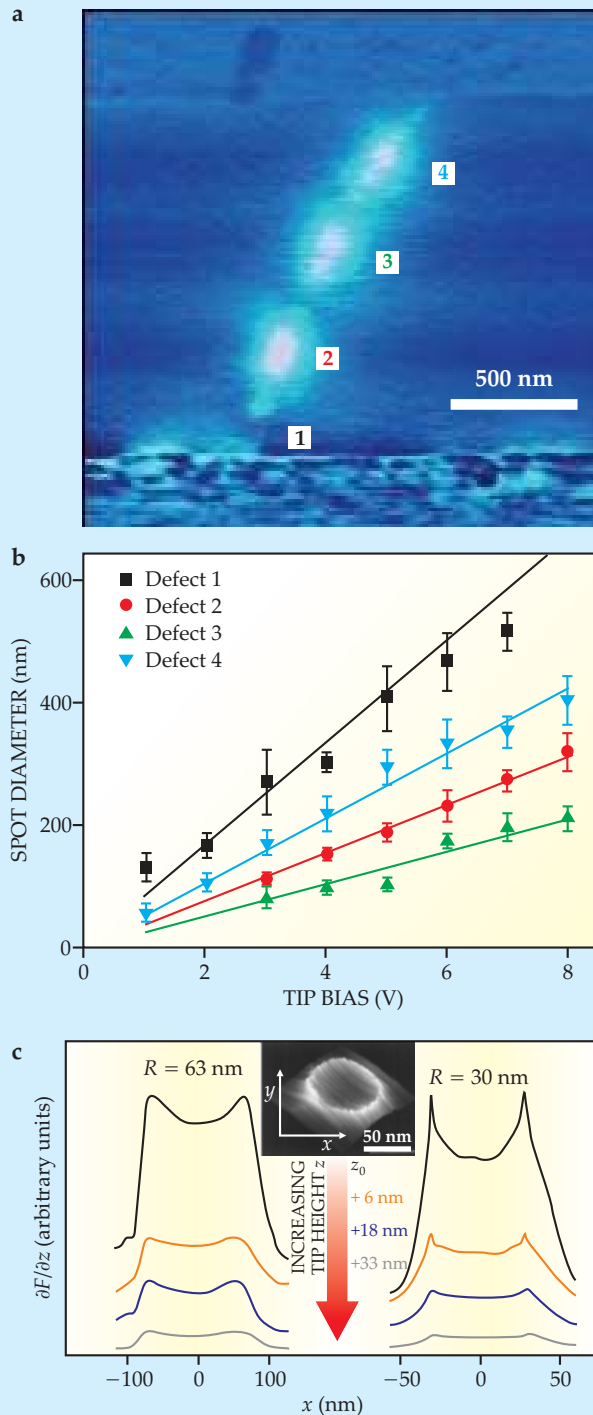 a
4
3
2
500 nm
1
b
600
400
200
0
SPOT DIAMETER (nm)
Defect 1
Defect 2
Defect 3
Defect 4
0 2 4 6 8
TIP BIAS (V)
c
R = 63 nm
R = 30 nm
y
x
50 nm
∂F/∂z (arbitrary units)
INCREASING
TIP HEIGHT z
z₀
+ 6 nm
+18 nm
+33 nm
−100 0 100
−50 0 50
x (nm)